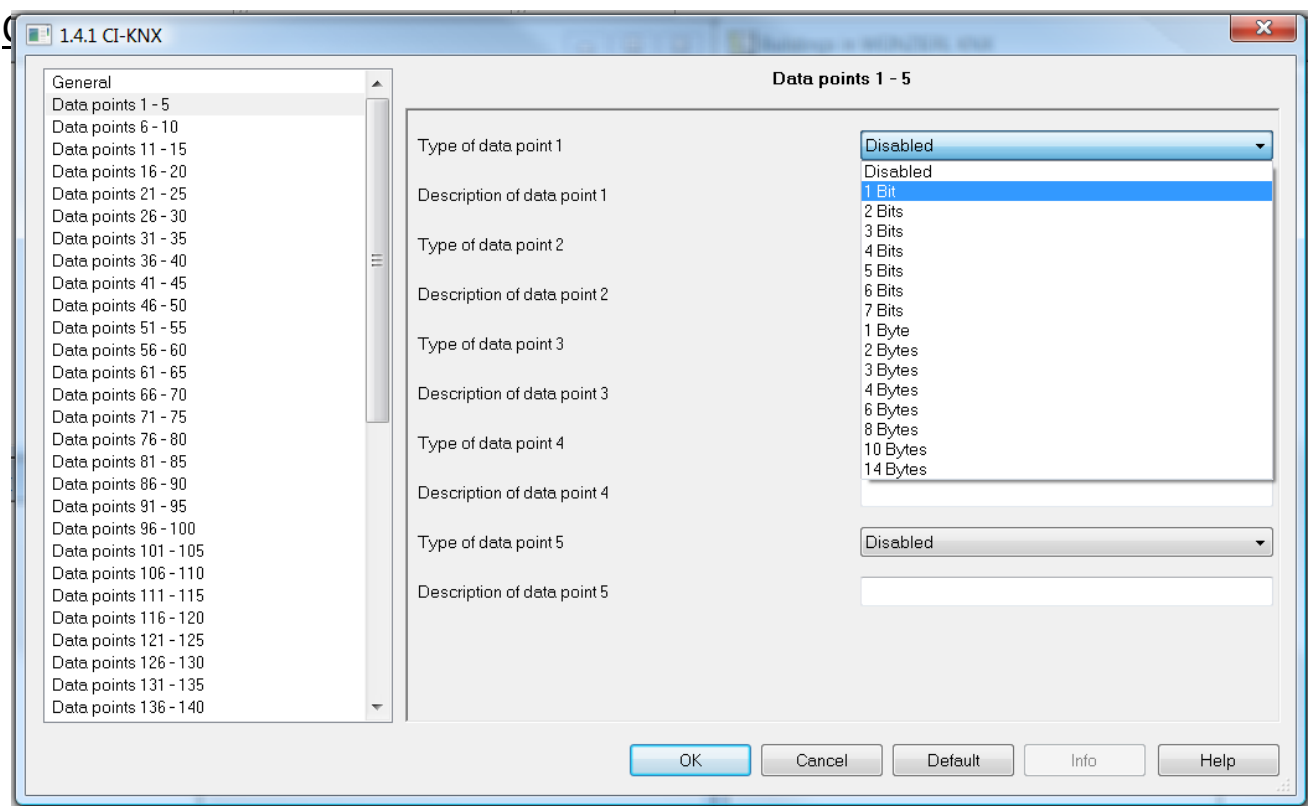 1.4.1 CI-KNX
General
Data points 1 - 5
Data points 6 - 10
Data points 11 - 15
Data points 16 - 20
Data points 21 - 25
Data points 26 - 30
Data points 31 - 35
Data points 36 - 40
Data points 41 - 45
Data points 46 - 50
Data points 51 - 55
Data points 56 - 60
Data points 61 - 65
Data points 66 - 70
Data points 71 - 75
Data points 76 - 80
Data points 81 - 85
Data points 86 - 90
Data points 91 - 95
Data points 96 - 100
Data points 101 - 105
Data points 106 - 110
Data points 111 - 115
Data points 116 - 120
Data points 121 - 125
Data points 126 - 130
Data points 131 - 135
Data points 136 - 140
Data points 1 - 5
Type of data point 1
Description of data point 1
Type of data point 2
Description of data point 2
Type of data point 3
Description of data point 3
Type of data point 4
Description of data point 4
Type of data point 5
Description of data point 5
Disabled
Disabled
1 Bit
2 Bits
3 Bits
4 Bits
5 Bits
6 Bits
7 Bits
1 Byte
2 Bytes
3 Bytes
4 Bytes
6 Bytes
8 Bytes
10 Bytes
14 Bytes
Disabled
OK
Cancel
Default
Info
Help